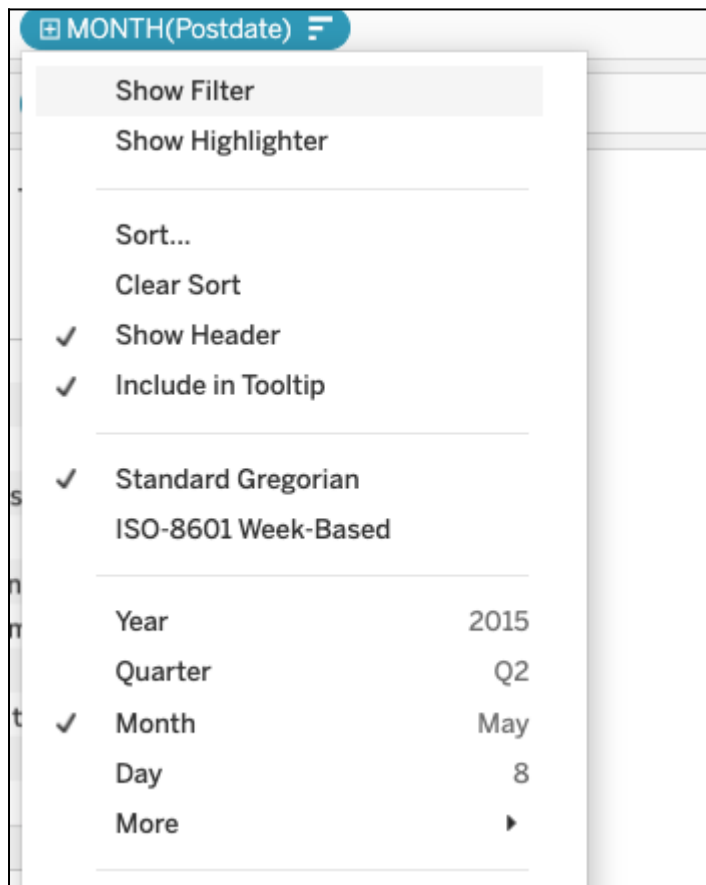 MONTH(Postdate)
Show Filter
Show Highlighter
Sort...
Clear Sort
Show Header
Include in Tooltip
Standard Gregorian
ISO-8601 Week-Based
Year 2015
Quarter Q2
Month May
Day 8
More